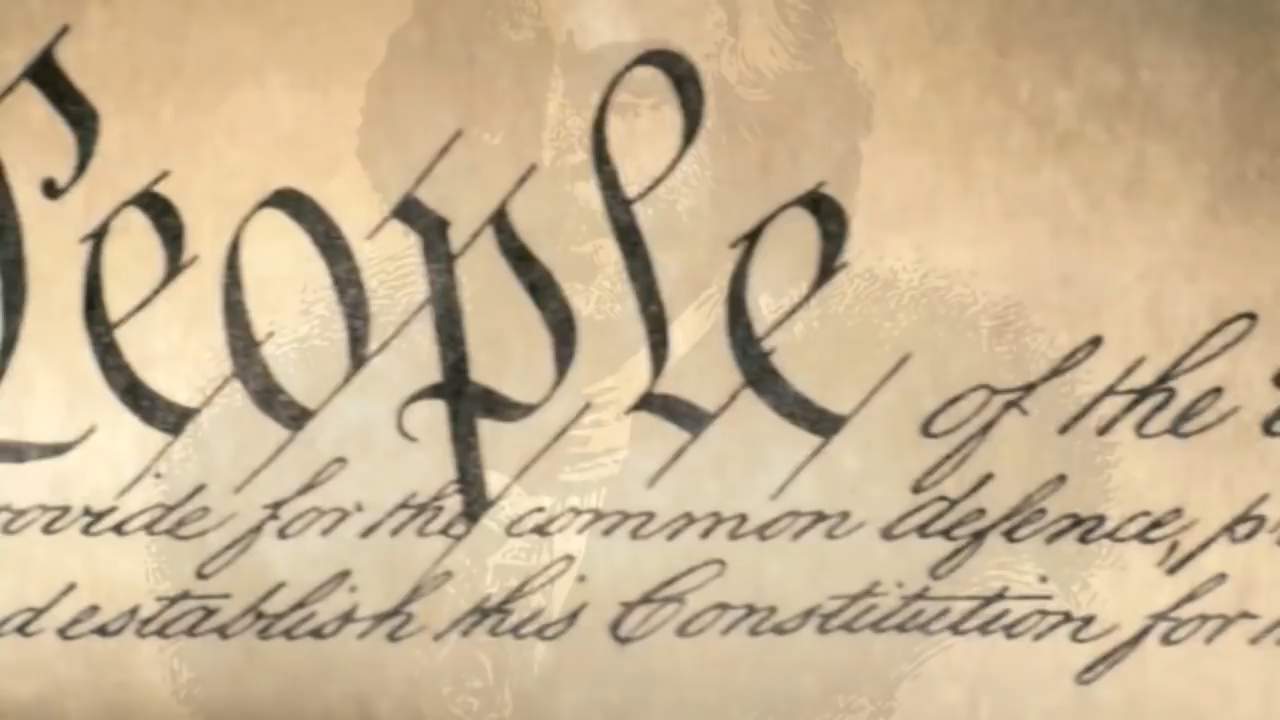 People of the
rovide for the common defence, p
d establish this Constitution for